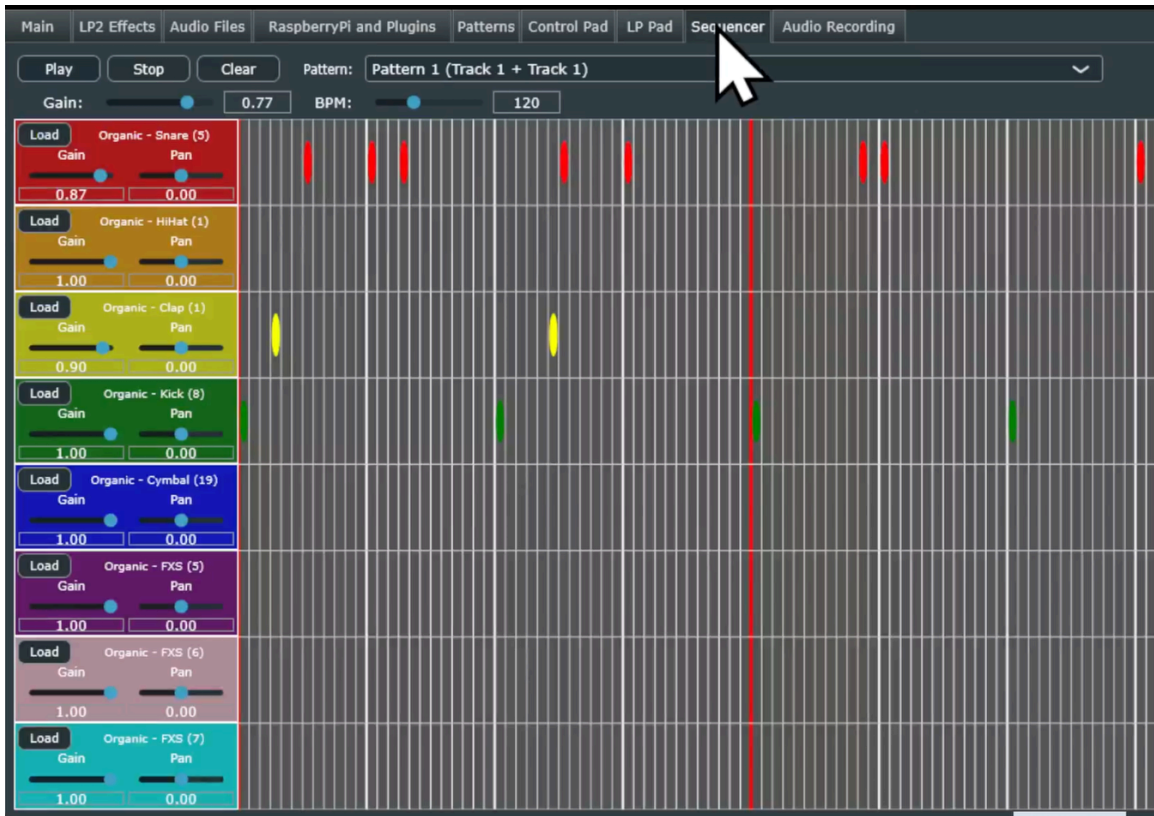 Main LP2 Effects Audio Files RaspberryPi and Plugins Patterns Control Pad LP Pad Sequencer Audio Recording
Play Stop Clear Pattern: Pattern 1 (Track 1 + Track 1)
Gain: 0.77 BPM: 120
Load Organic - Snare (5)
Gain Pan
0.87 0.00
Load Organic - HiHat (1)
Gain Pan
1.00 0.00
Load Organic - Clap (1)
Gain Pan
0.90 0.00
Load Organic - Kick (8)
Gain Pan
1.00 0.00
Load Organic - Cymbal (19)
Gain Pan
1.00 0.00
Load Organic - FXS (5)
Gain Pan
1.00 0.00
Load Organic - FXS (6)
Gain Pan
1.00 0.00
Load Organic - FXS (7)
Gain Pan
1.00 0.00